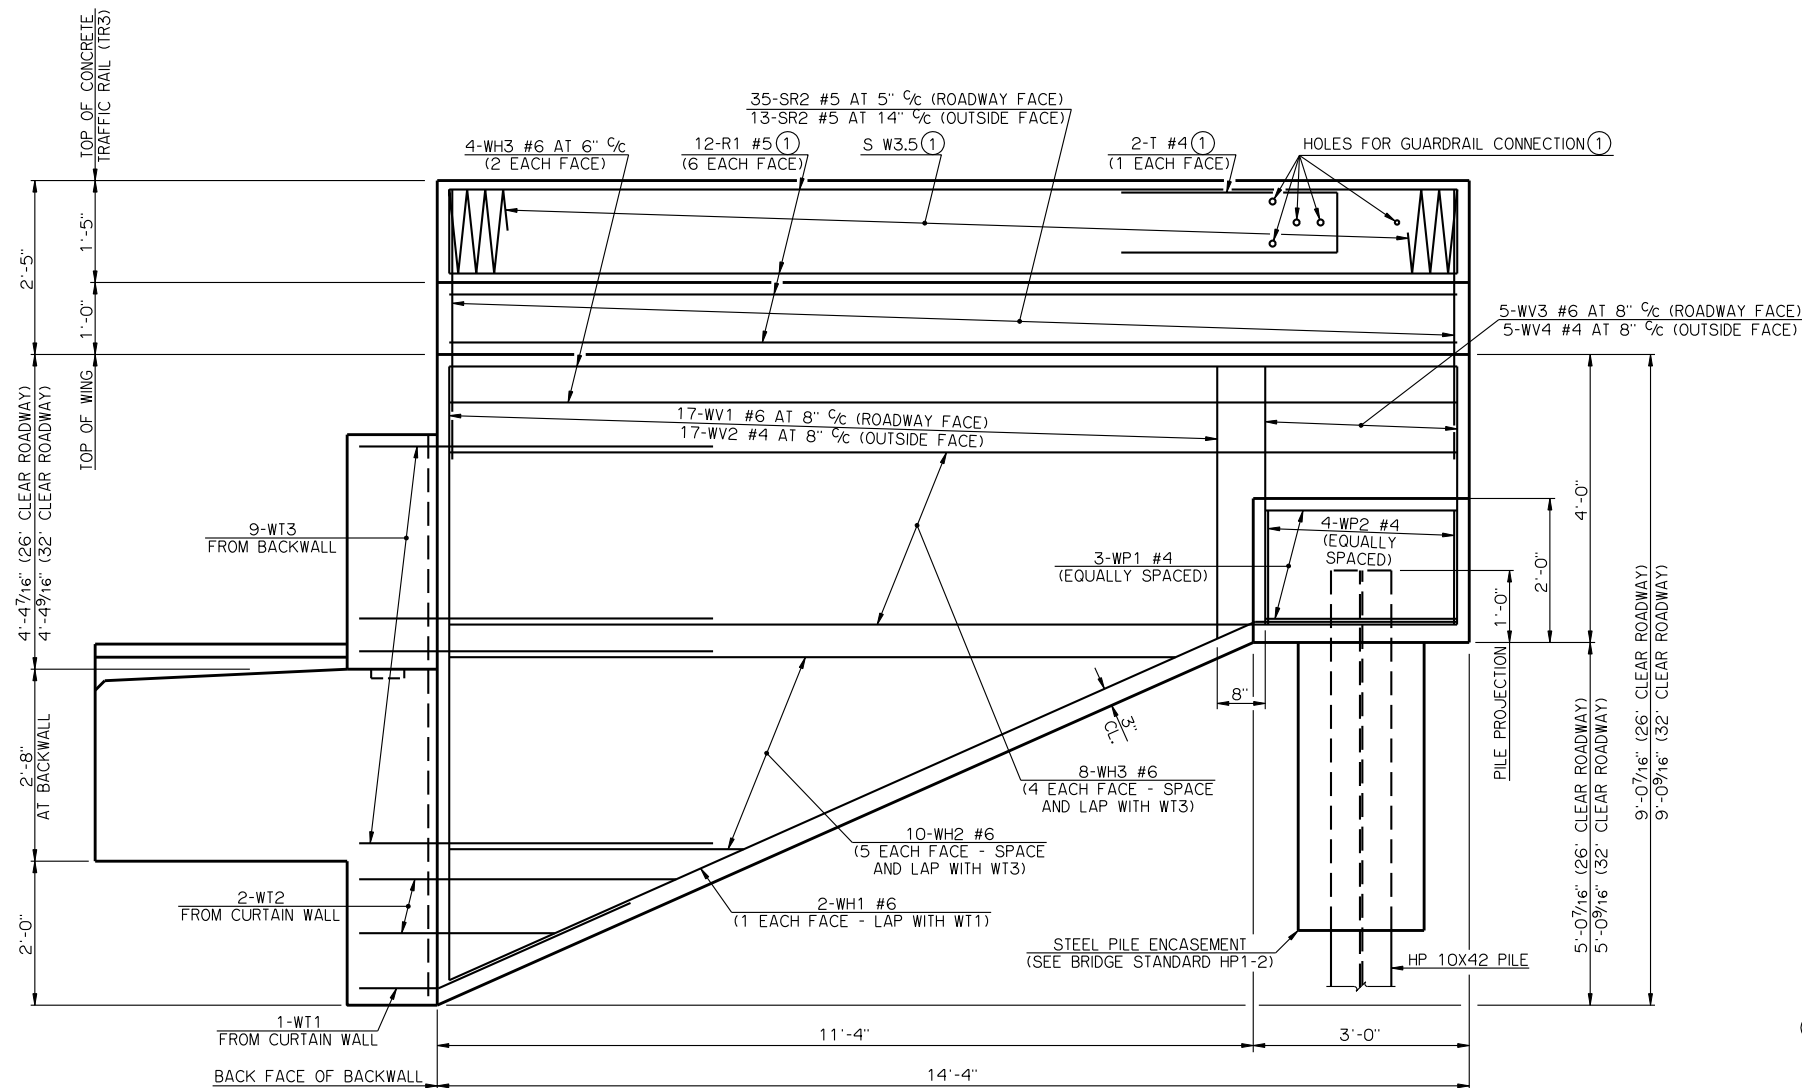 TOP OF CONCRETE
TRAFFIC RAIL (TR3)
35-SR2 #5 AT 5" C/c (ROADWAY FACE)
13-SR2 #5 AT 14" C/c (OUTSIDE FACE)
4-WH3 #6 AT 6" C/c
(2 EACH FACE)
12-R1 #5 1
(6 EACH FACE)
S W3.5 1
2-T #4 1
(1 EACH FACE)
HOLES FOR GUARDRAIL CONNECTION 1
2'-5"
1'-5"
1'-0"
TOP OF WING
5-WV3 #6 AT 8" C/c (ROADWAY FACE)
5-WV4 #4 AT 8" C/c (OUTSIDE FACE)
17-WV1 #6 AT 8" C/c (ROADWAY FACE)
17-WV2 #4 AT 8" C/c (OUTSIDE FACE)
4'-4 7/16" (26' CLEAR ROADWAY)
4'-4 9/16" (32' CLEAR ROADWAY)
9-WT3
FROM BACKWALL
3-WP1 #4
(EQUALLY SPACED)
4-WP2 #4
(EQUALLY
SPACED)
4'-0"
2'-0"
1'-0"
PILE PROJECTION
9'-0 7/16" (26' CLEAR ROADWAY)
9'-0 9/16" (32' CLEAR ROADWAY)
5'-0 7/16" (26' CLEAR ROADWAY)
5'-0 9/16" (32' CLEAR ROADWAY)
8"
3"
CL.
2'-8"
AT BACKWALL
8-WH3 #6
(4 EACH FACE - SPACE
AND LAP WITH WT3)
10-WH2 #6
(5 EACH FACE - SPACE
AND LAP WITH WT3)
2-WT2
FROM CURTAIN WALL
2-WH1 #6
(1 EACH FACE - LAP WITH WT1)
2'-0"
STEEL PILE ENCASEMENT
(SEE BRIDGE STANDARD HP1-2)
HP 10X42 PILE
1-WT1
FROM CURTAIN WALL
11'-4"
3'-0"
BACK FACE OF BACKWALL
14'-4"
(